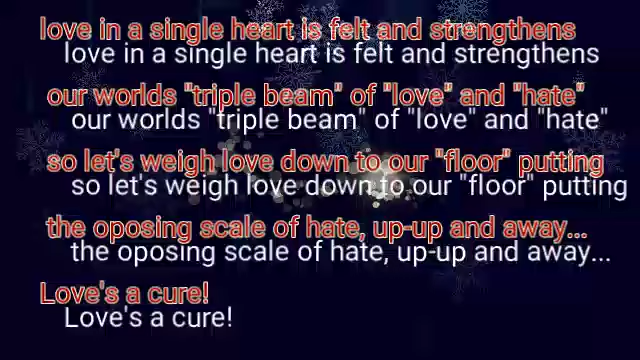 love in a single heart is felt and strengthens
love in a single heart is felt and strengthens
our worlds "triple beam" of "love" and "hate"
our worlds "triple beam" of "love" and "hate"
so let's weigh love down to our "floor" putting
so let's weigh love down to our "floor" putting
the oposing scale of hate, up-up and away...
the oposing scale of hate, up-up and away...
Love's a cure!
Love's a cure!